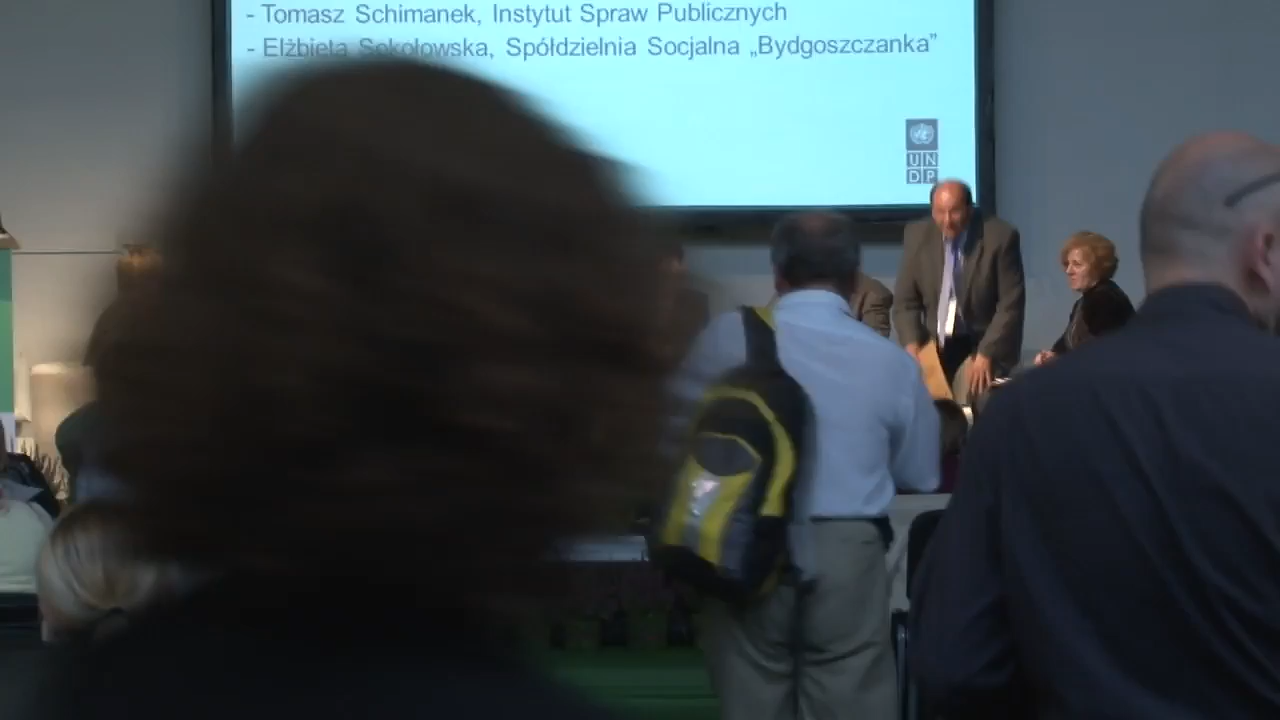 - Tomasz Schimanek, Instytut Spraw Publicznych
- Elżbieta Sokołowska, Spółdzielnia Socjalna „Bydgoszczanka”
UN
DP